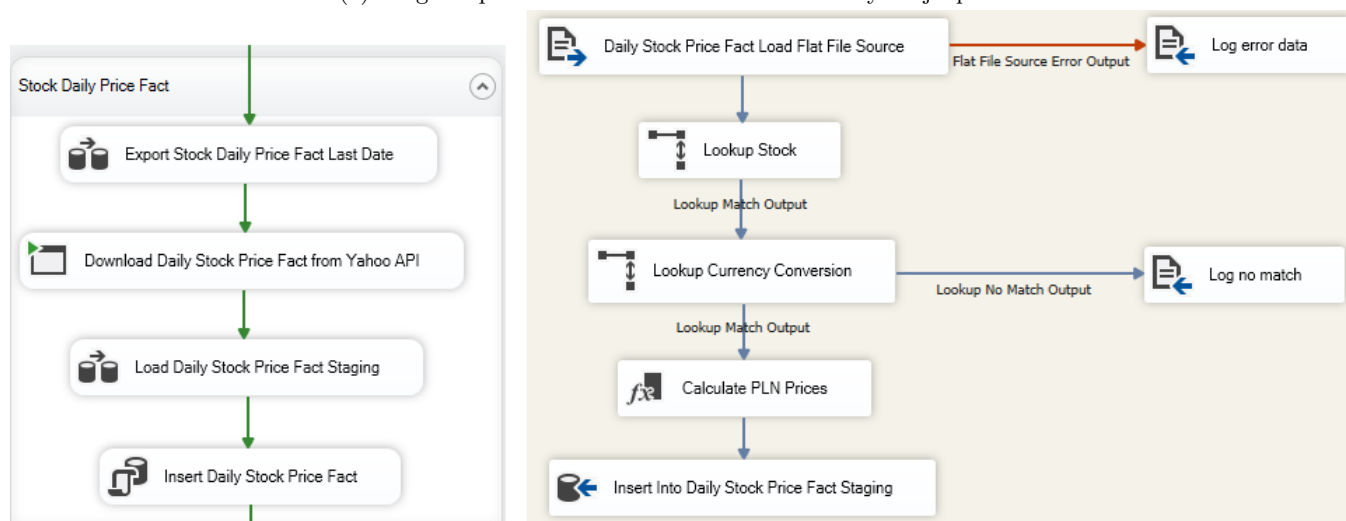 Stock Daily Price Fact
Export Stock Daily Price Fact Last Date
Download Daily Stock Price Fact from Yahoo API
Load Daily Stock Price Fact Staging
Insert Daily Stock Price Fact
Daily Stock Price Fact Load Flat File Source
Flat File Source Error Output
Log error data
Lookup Stock
Lookup Match Output
Lookup Currency Conversion
Lookup No Match Output
Log no match
Lookup Match Output
Calculate PLN Prices
Insert Into Daily Stock Price Fact Staging